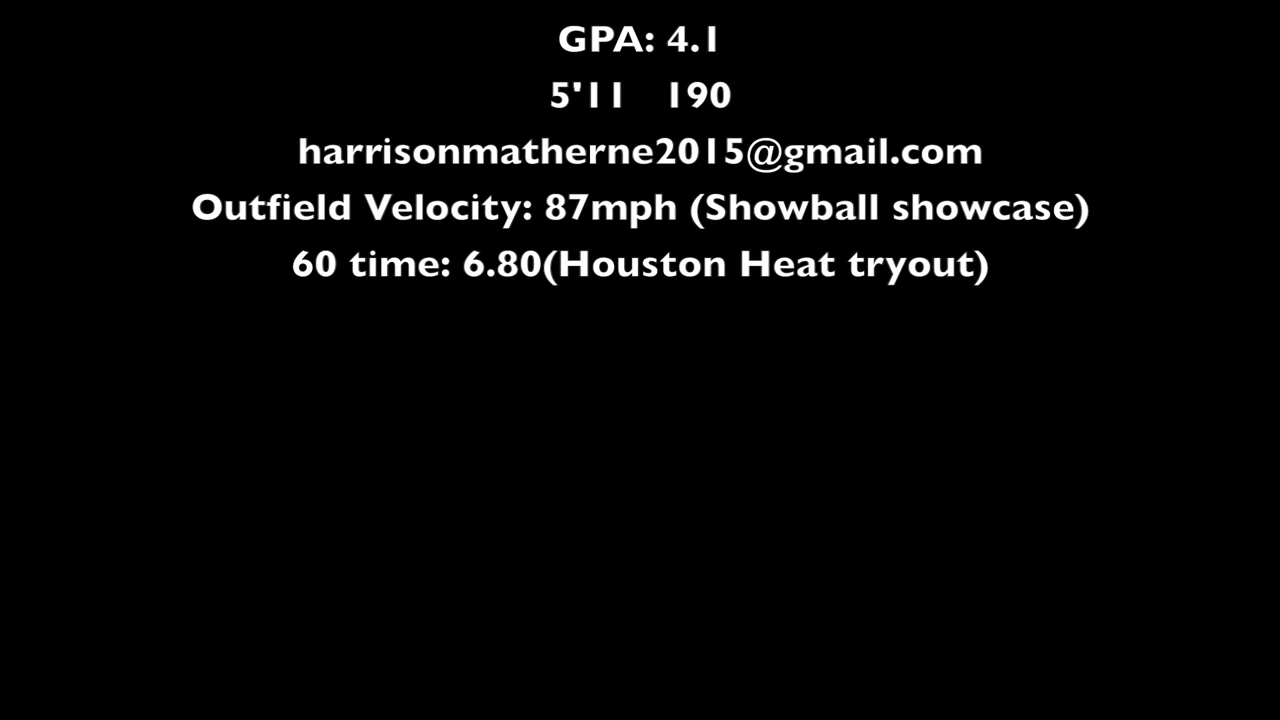 GPA: 4.1
5'11 190
harrisonmatherne2015@gmail.com
Outfield Velocity: 87mph (Showball showcase)
60 time: 6.80(Houston Heat tryout)